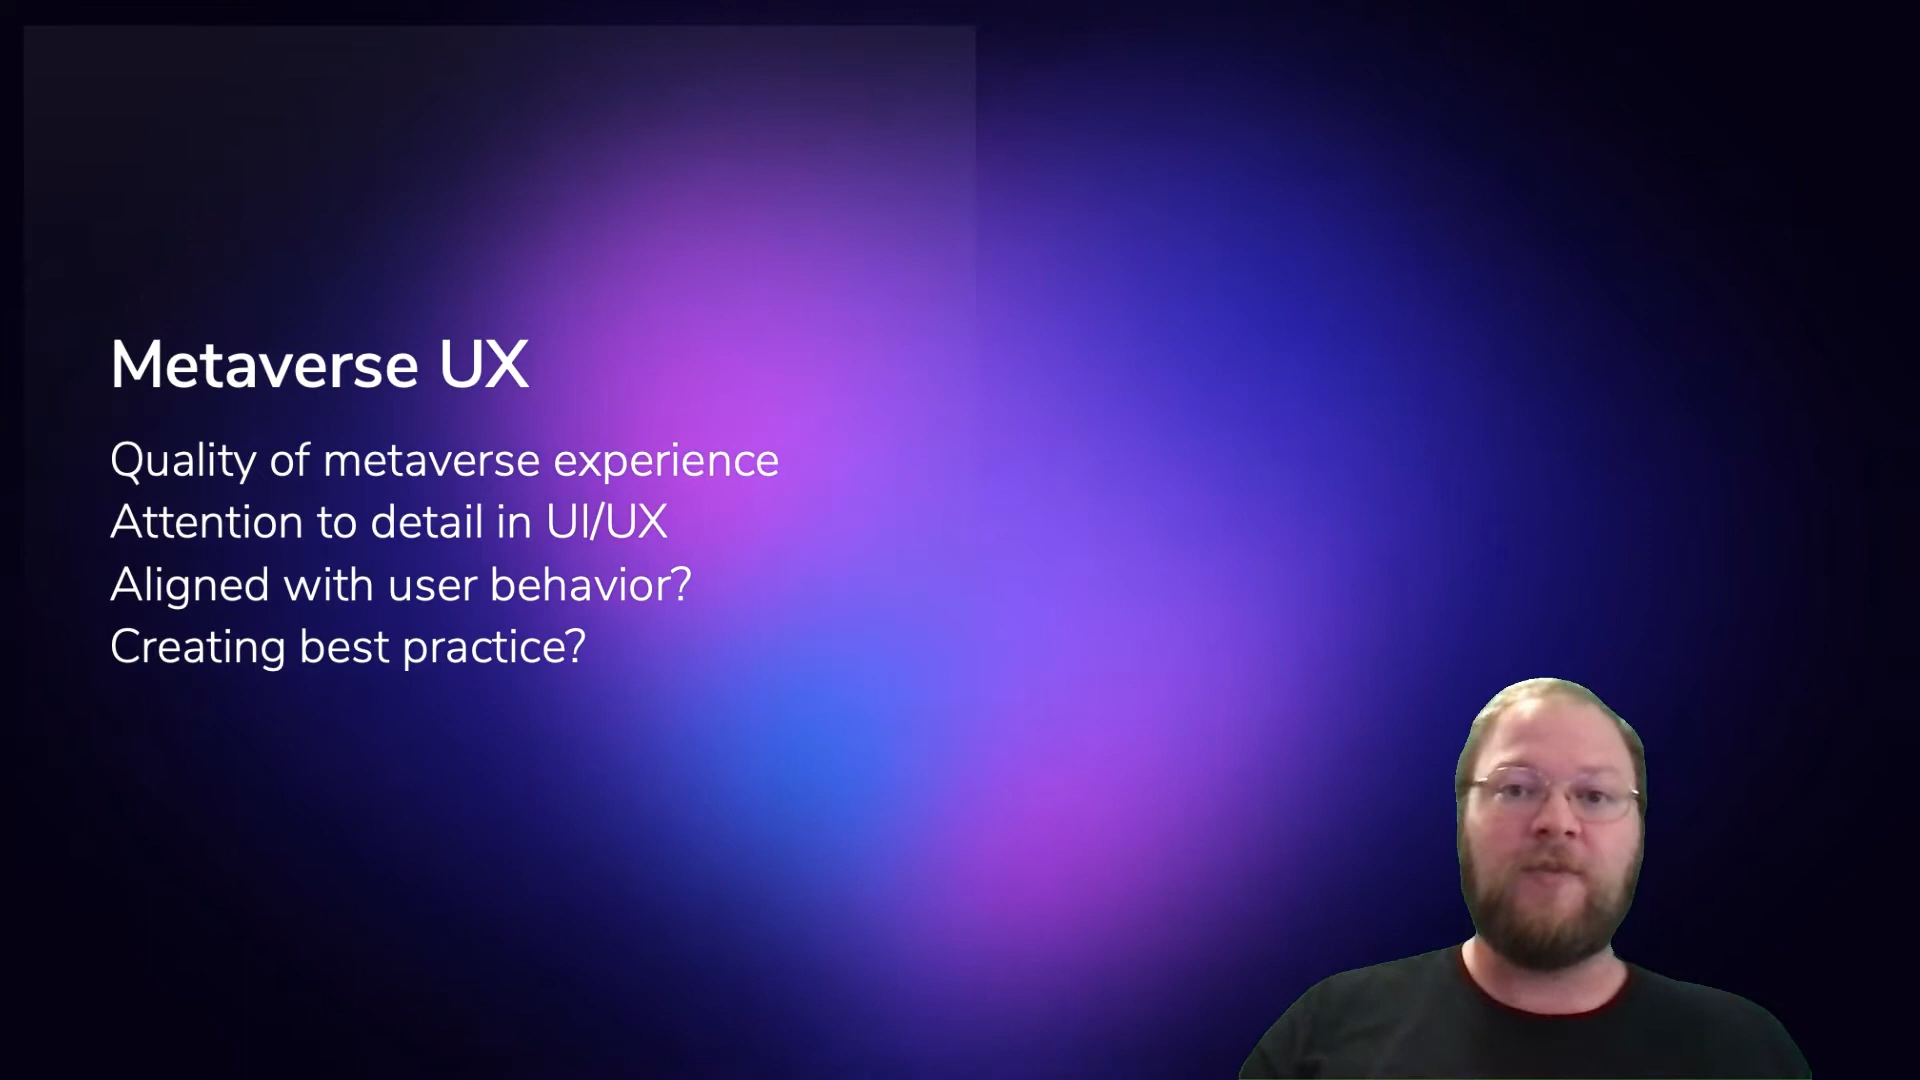 Metaverse UX
Quality of metaverse experience
Attention to detail in UI/UX
Aligned with user behavior?
Creating best practice?